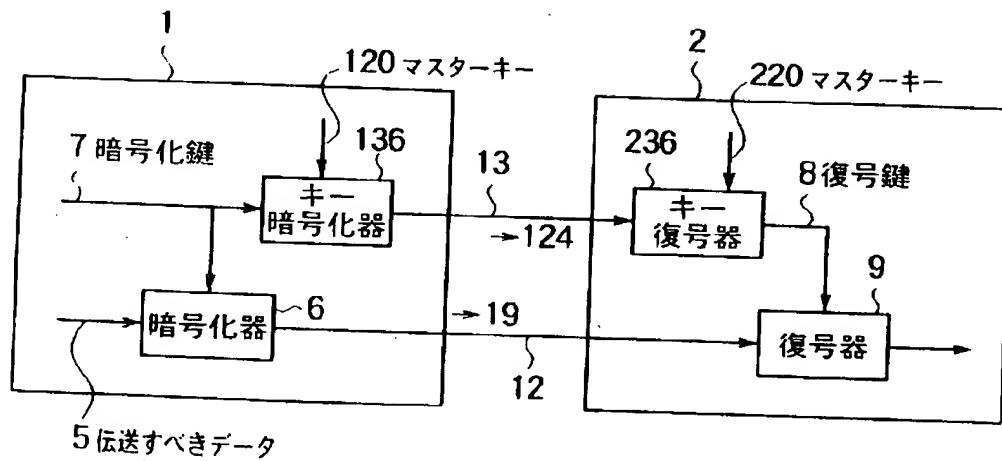 1
2
120 マスターキー
220 マスターキー
7 暗号化鍵
136
236
8 復号鍵
キー
暗号化器
13
キー
復号器
→124
9
暗号化器
6
→19
復号器
12
5 伝送すべきデータ